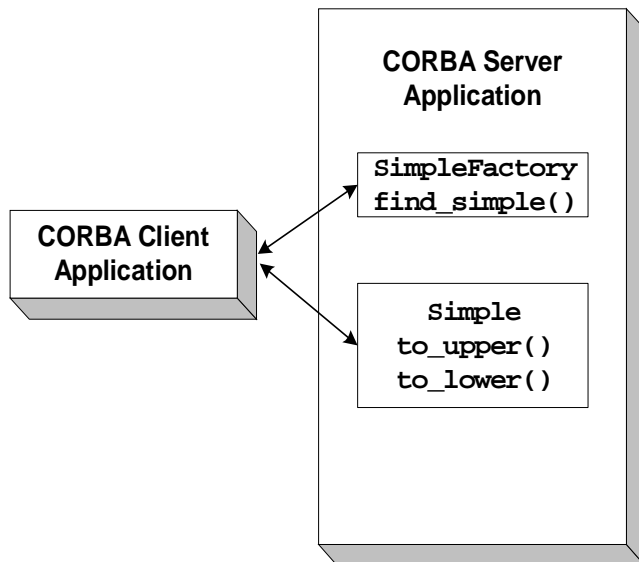 CORBA Server
Application
SimpleFactory
find_simple()
CORBA Client
Application
Simple
to_upper()
to_lower()